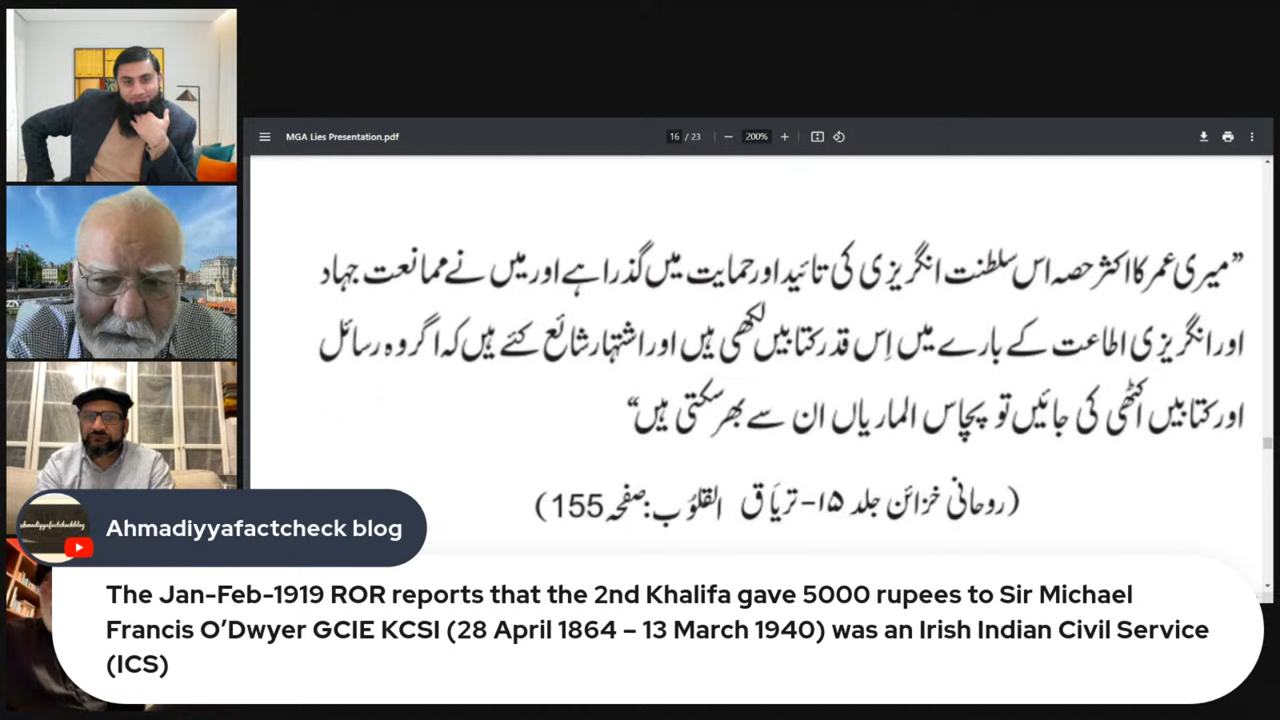 MGA Lies Presentation.pdf
16 / 23
200%
”میری عمر کا اکثر حصہ اس سلطنت انگریزی کی تائید اور حمایت میں گذرا ہے اور میں نے ممانعت جہاد
اور انگریزی اطاعت کے بارے میں اِس قدر کتابیں لکھی ہیں اور اشتہار شائع کئے ہیں کہ اگر وہ رسائل
اور کتابیں اکٹھی کی جائیں تو پچاس الماریاں ان سے بھر سکتی ہیں“
(روحانی خزائن جلد ۱۵- تریَاق القلوُب: صفحہ 155)
ahmadiyyafactcheckblog
Ahmadiyyafactcheck blog
The Jan-Feb-1919 ROR reports that the 2nd Khalifa gave 5000 rupees to Sir Michael
Francis O’Dwyer GCIE KCSI (28 April 1864 – 13 March 1940) was an Irish Indian Civil Service
(ICS)